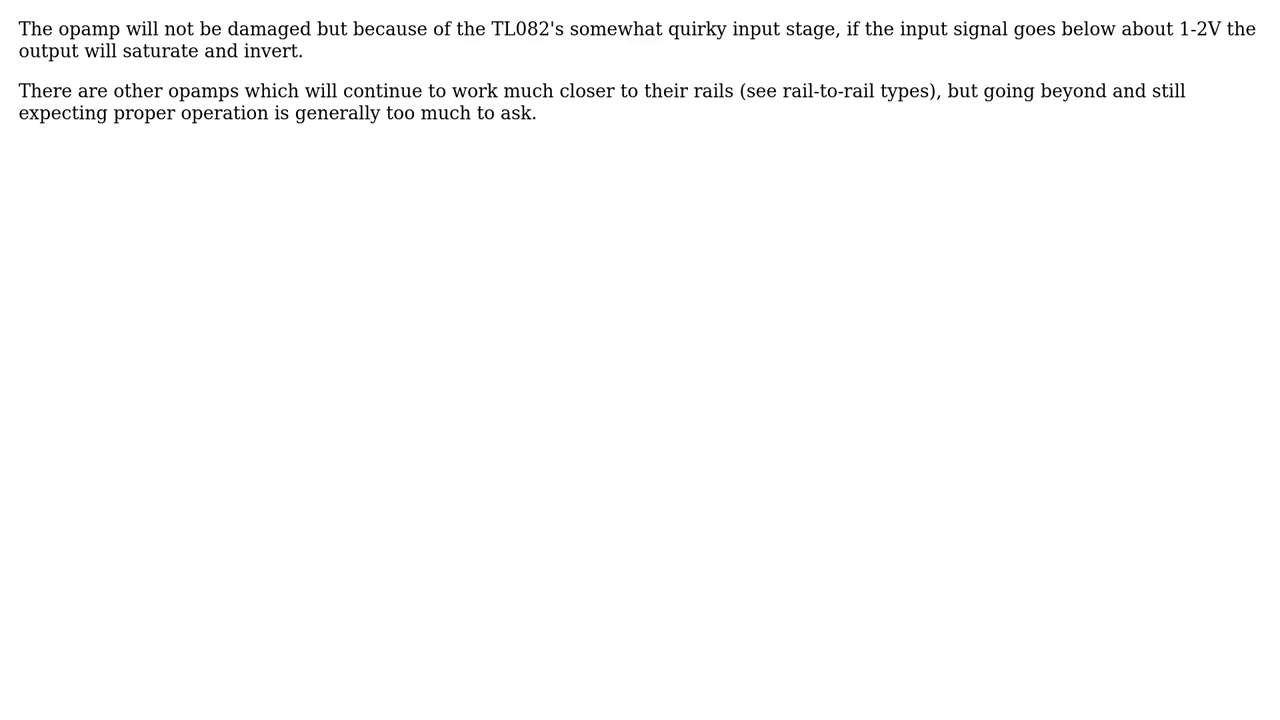 The opamp will not be damaged but because of the TL082's somewhat quirky input stage, if the input signal goes below about 1-2V the
output will saturate and invert.
There are other opamps which will continue to work much closer to their rails (see rail-to-rail types), but going beyond and still
expecting proper operation is generally too much to ask.